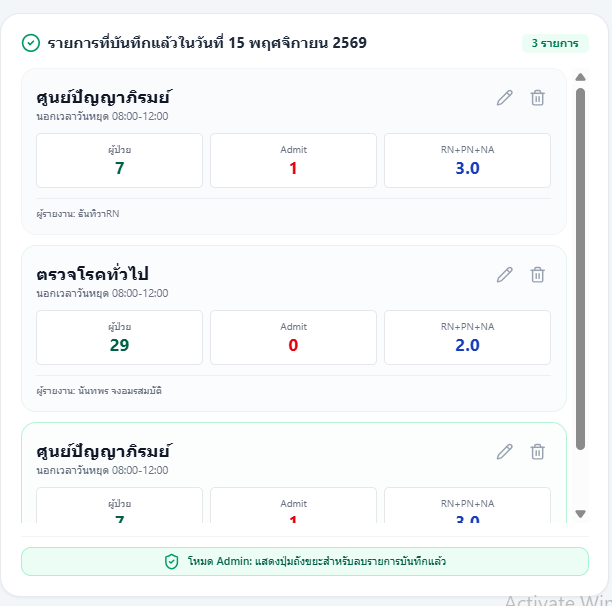 รายการที่บันทึกแล้วในวันที่ 15 พฤศจิกายน 2569
3 รายการ
ศูนย์ปัญญาภิรมย์
นอกเวลาวันหยุด 08:00-12:00
ผู้ป่วย Admit RN+PN+NA
7 1 3.0
ผู้รายงาน: ธันทิวาRN
ตรวจโรคทั่วไป
นอกเวลาวันหยุด 08:00-12:00
ผู้ป่วย Admit RN+PN+NA
29 0 2.0
ผู้รายงาน: นันทพร จงอมรสมบัติ
ศูนย์ปัญญาภิรมย์
นอกเวลาวันหยุด 08:00-12:00
ผู้ป่วย Admit RN+PN+NA
7 1 3.0
โหมด Admin: แสดงปุ่มถังขยะสำหรับลบรายการบันทึกแล้ว
Activate Win